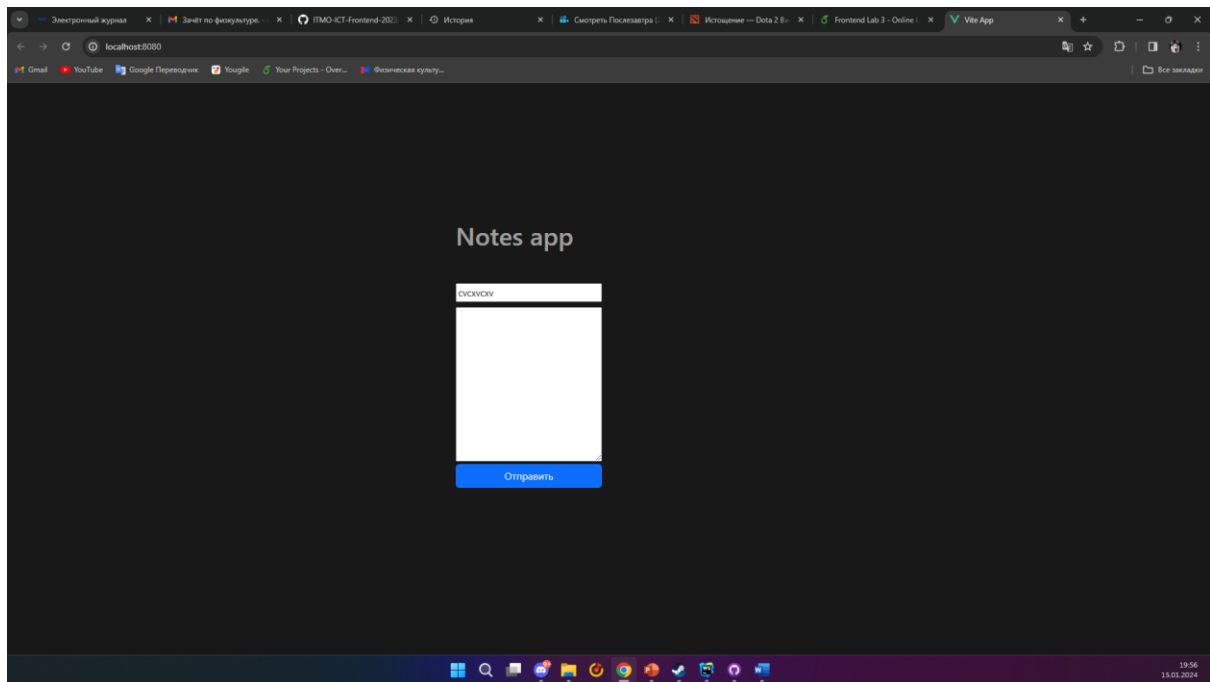 Электронный журнал
Зачёт по физкультуре. -
ITMO-ICT-Frontend-202
История
Смотреть Послезавтра (
Истощение — Dota 2 Ви
Frontend Lab 3 - Online L
Vite App
localhost:8080
Gmail
YouTube
Google Переводчик
Yougile
Your Projects - Over...
Физическая культу...
Все закладки
Notes app
cvcxvcxv
Отправить
19:56
15.01.2024